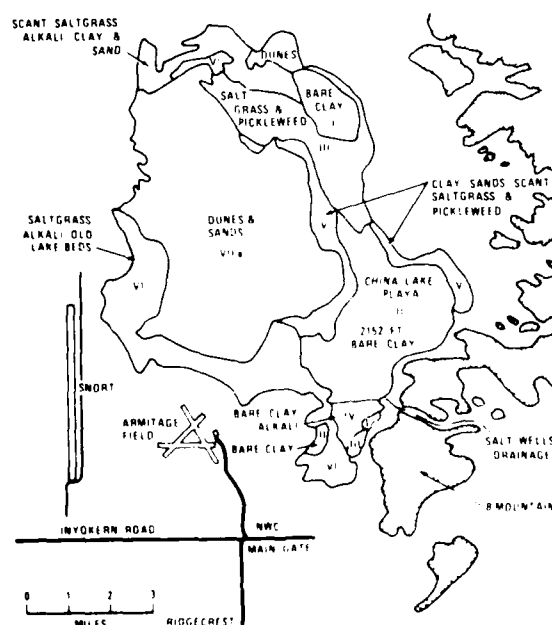 SCANT SALTGRASS
ALKALI CLAY &
SAND
DUNES
VI
SALT
GRASS &
PICKLEWEED
BARE
CLAY
I
III
CLAY SANDS SCANT
SALTGRASS &
PICKLEWEED
SALTGRASS
ALKALI OLD
LAKE BEDS
DUNES &
SANDS
V
VI
CHINA LAKE
PLAYA
II
V
2152 FT
BARE CLAY
SNORT
ARMITAGE
FIELD
BARE CLAY
ALKALI
IV
BARE CLAY
II
III
VI
SALT WELLS
DRAINAGE
B MOUNTAIN
INYOKERN ROAD
NWC
MAIN GATE
0 1 2 3
MILES
RIDGECREST